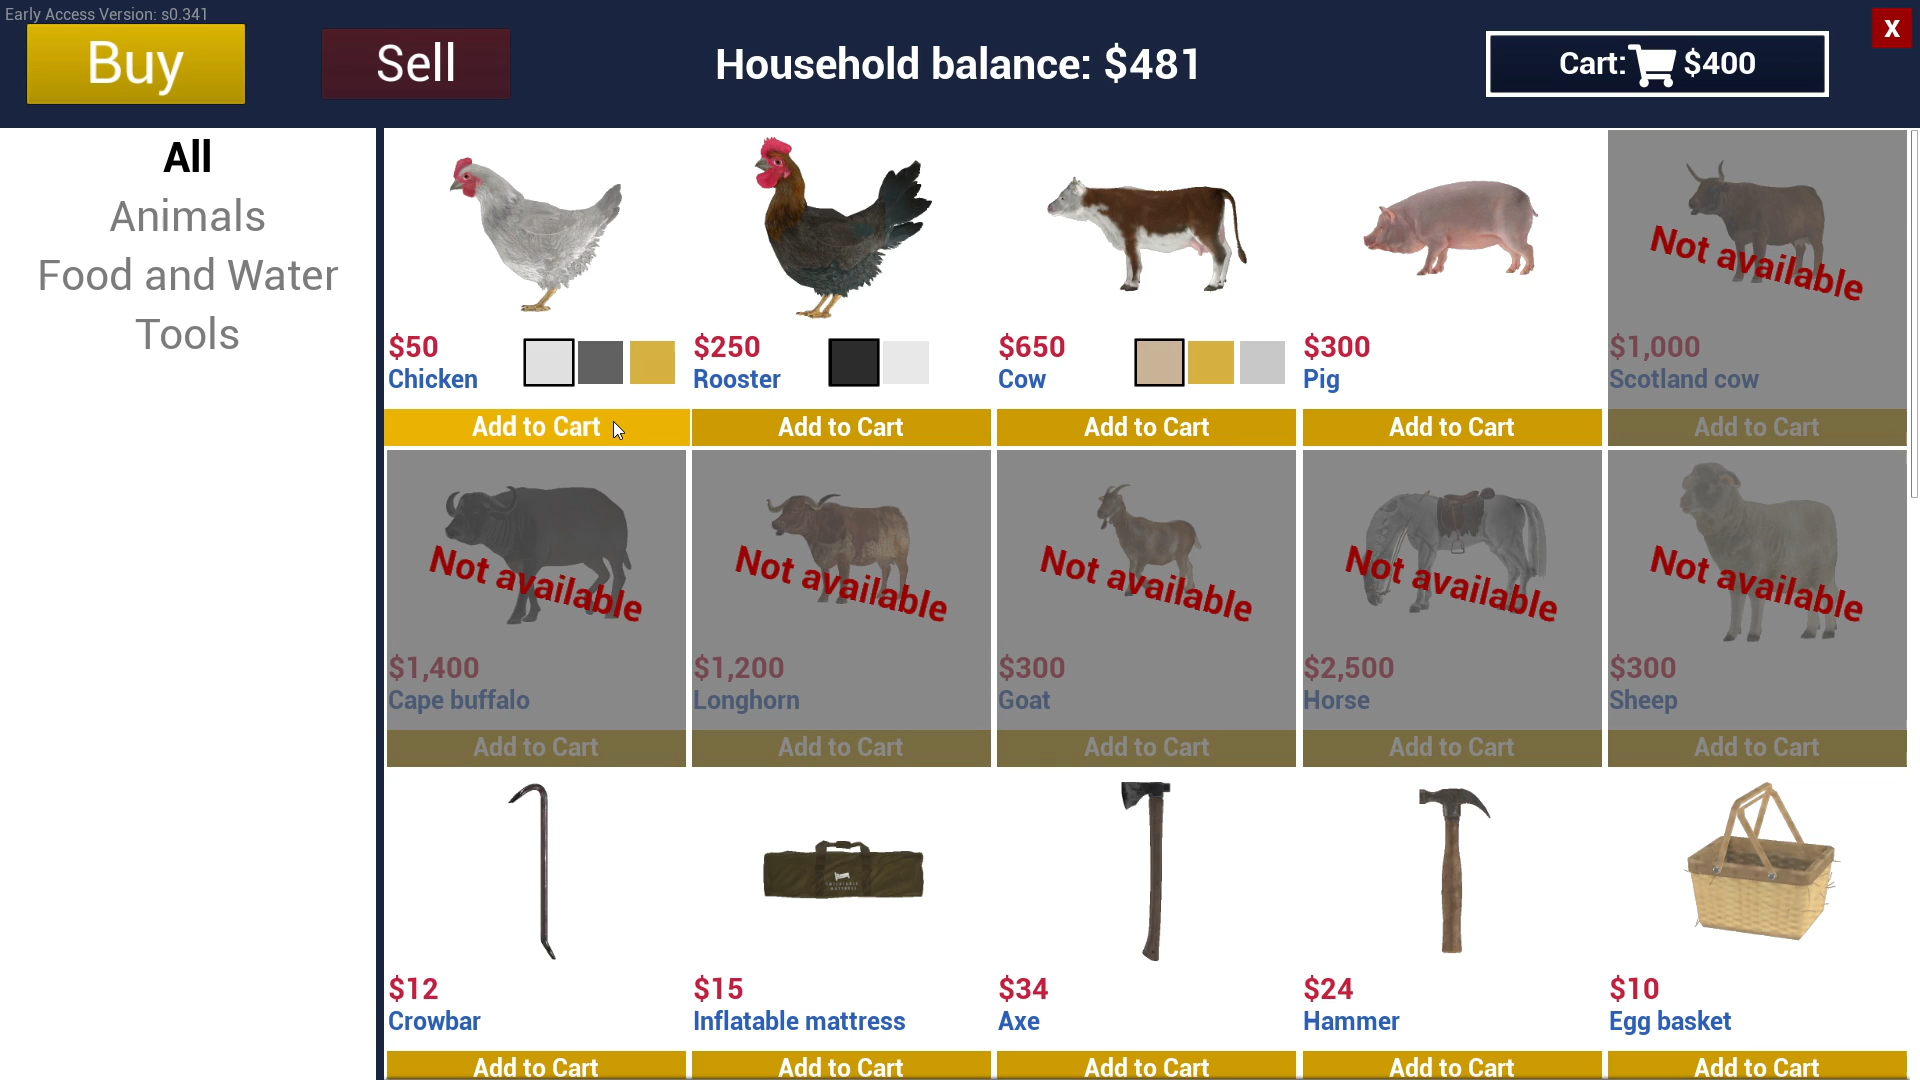 Early Access Version: s0.341
Buy
Sell
Household balance: $481
Cart: $400
X
All
Animals
Food and Water
Tools
$50
Chicken
Add to Cart
$250
Rooster
Add to Cart
$650
Cow
Add to Cart
$300
Pig
Add to Cart
Not available
$1,000
Scotland cow
Add to Cart
Not available
$1,400
Cape buffalo
Add to Cart
Not available
$1,200
Longhorn
Add to Cart
Not available
$300
Goat
Add to Cart
Not available
$2,500
Horse
Add to Cart
Not available
$300
Sheep
Add to Cart
$12
Crowbar
Add to Cart
INFLATABLE
MATTRESS
$15
Inflatable mattress
Add to Cart
$34
Axe
Add to Cart
$24
Hammer
Add to Cart
$10
Egg basket
Add to Cart